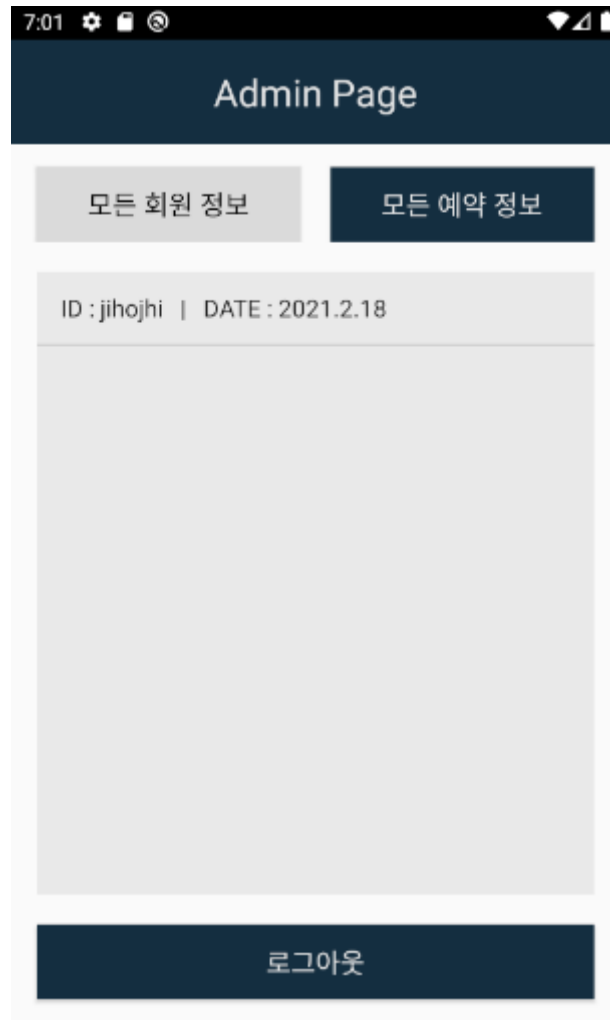 7:01
Admin Page
모든 회원 정보 모든 예약 정보
ID : jihojhi | DATE : 2021.2.18
로그아웃